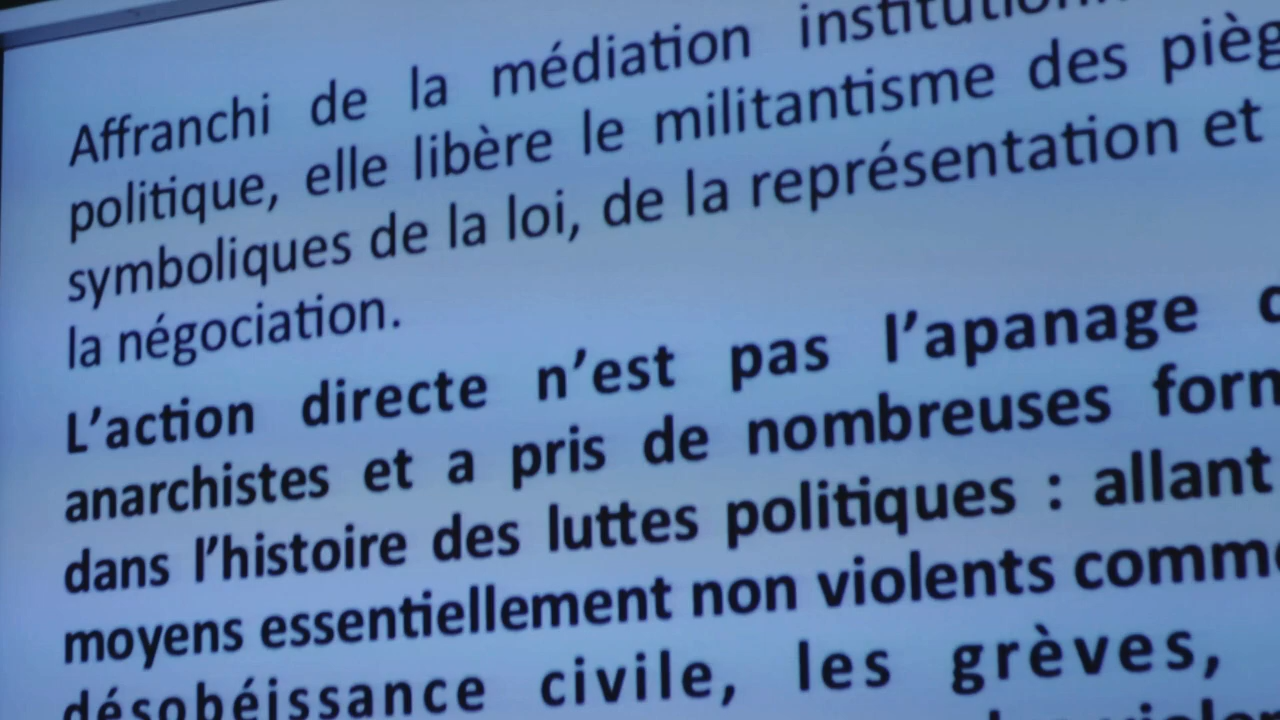 Affranchi de la médiation
politique, elle libère le militantisme des
symboliques de la loi, de la représentation et
la négociation.
L’action directe n’est pas l’apanage
anarchistes et a pris de nombreuses
dans l’histoire des luttes politiques : allant
moyens essentiellement non violents comme
désobéissance civile, les grèves,